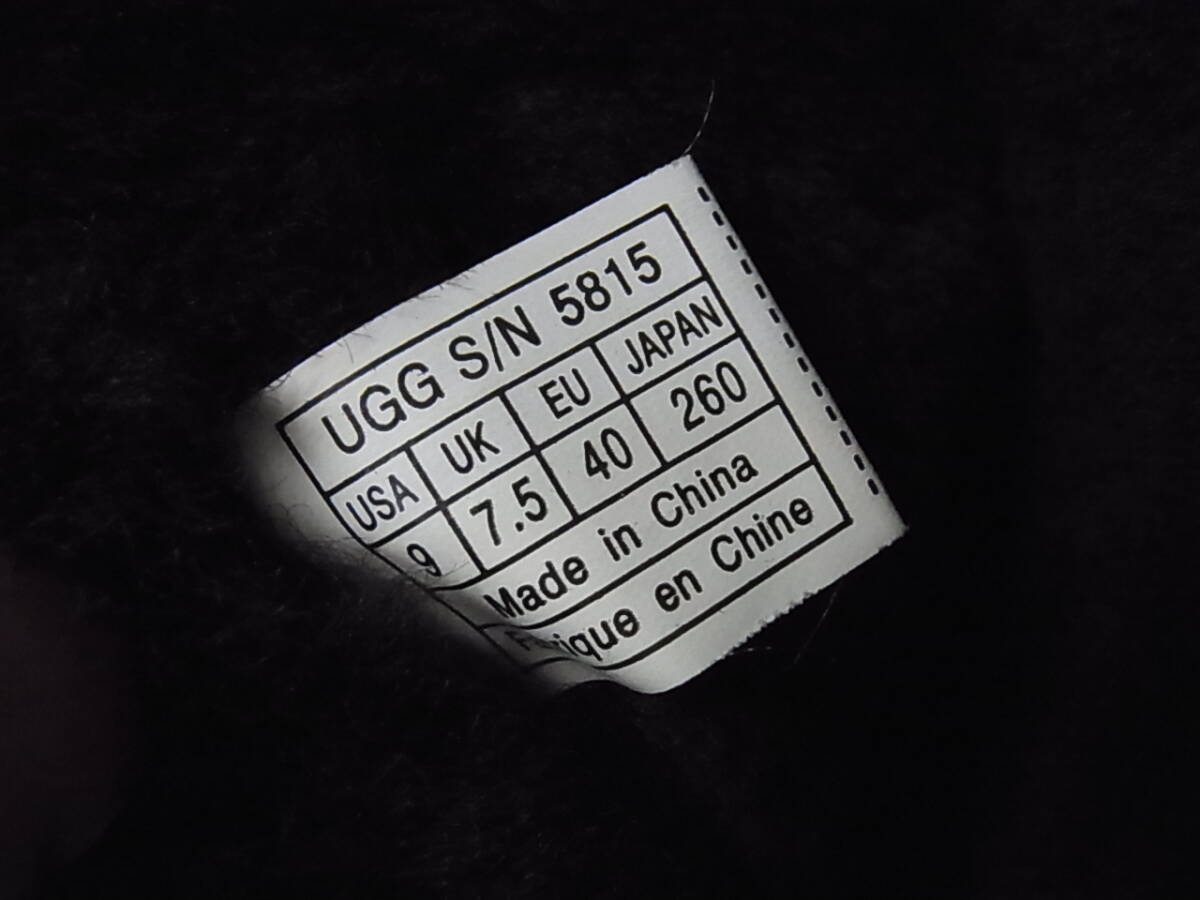 UGG S/N 5815
USA UK EU JAPAN
9 7.5 40 260
Made in China
en Chine